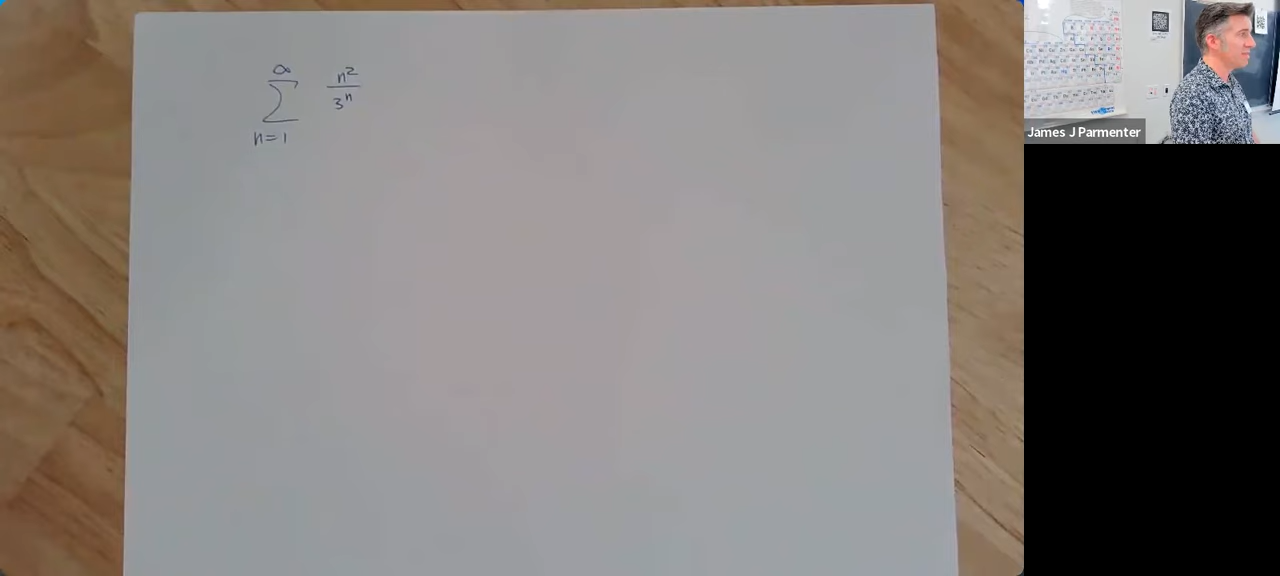 ∞
∑ n²/3ⁿ
n=1
James J Parmenter